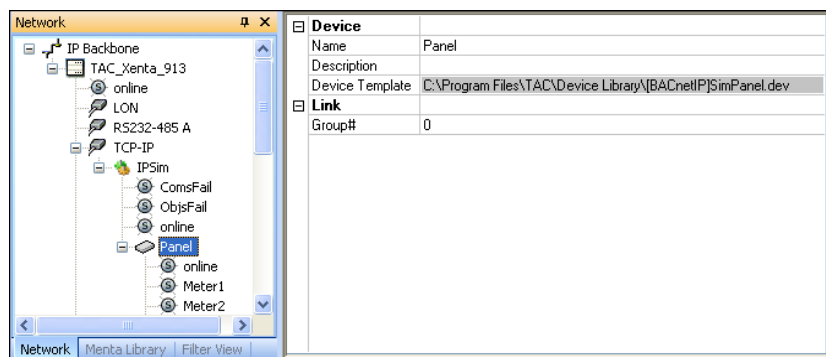 Network
IP Backbone
TAC_Xenta_913
online
LON
RS232-485 A
TCP-IP
IPSim
ComsFail
ObjsFail
online
Panel
online
Meter1
Meter2
Network Menta Library Filter View
Device
Name Panel
Description
Device Template C:\Program Files\TAC\Device Library\[BACnetIP]SimPanel.dev
Link
Group# 0